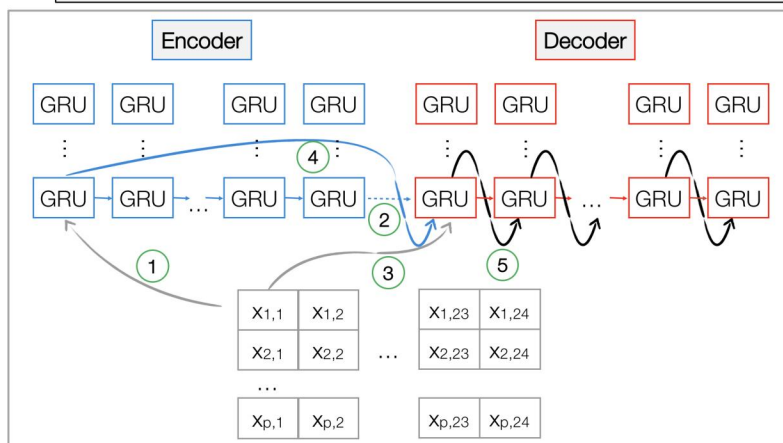 Encoder Decoder
GRU GRU GRU GRU GRU GRU GRU GRU
⋮ ⋮ ⋮ ⋮ ⋮ ⋮ ⋮ ⋮
4
GRU GRU ... GRU GRU GRU GRU ... GRU GRU
2
1 3 5
x1,1 x1,2 x1,23 x1,24
x2,1 x2,2 ... x2,23 x2,24
...
xp,1 xp,2 xp,23 xp,24